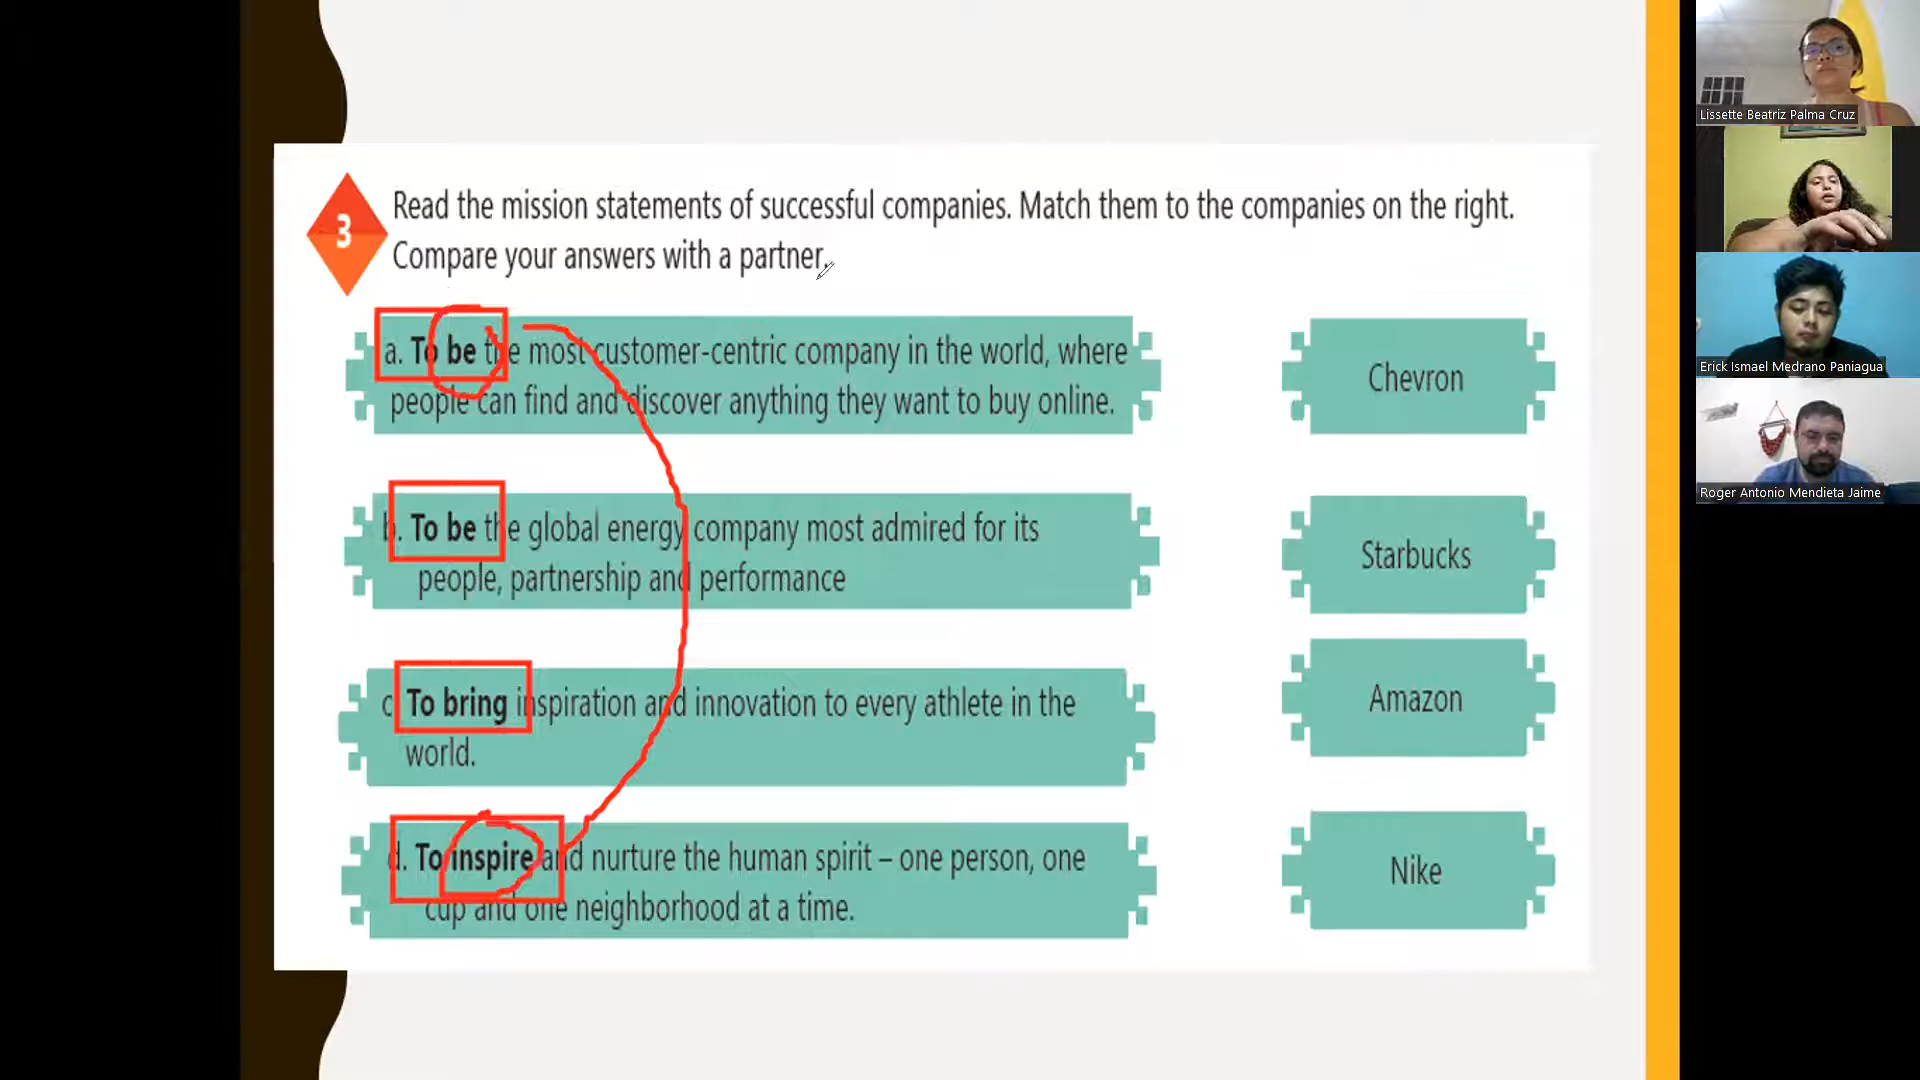 3
Read the mission statements of successful companies. Match them to the companies on the right.
Compare your answers with a partner.
a. To be the most customer-centric company in the world, where
people can find and discover anything they want to buy online.
b. To be the global energy company most admired for its
people, partnership and performance
c. To bring inspiration and innovation to every athlete in the
world.
d. To inspire and nurture the human spirit – one person, one
cup and one neighborhood at a time.
Chevron
Starbucks
Amazon
Nike
Lissette Beatriz Palma Cruz
Erick Ismael Medrano Paniagua
Roger Antonio Mendieta Jaime